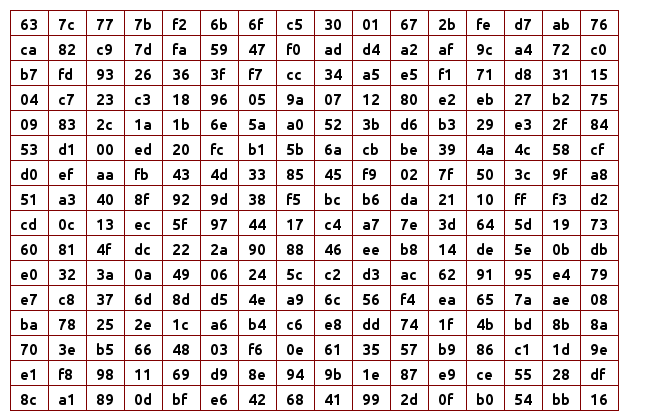 63 7c 77 7b f2 6b 6f c5 30 01 67 2b fe d7 ab 76
ca 82 c9 7d fa 59 47 f0 ad d4 a2 af 9c a4 72 c0
b7 fd 93 26 36 3f f7 cc 34 a5 e5 f1 71 d8 31 15
04 c7 23 c3 18 96 05 9a 07 12 80 e2 eb 27 b2 75
09 83 2c 1a 1b 6e 5a a0 52 3b d6 b3 29 e3 2f 84
53 d1 00 ed 20 fc b1 5b 6a cb be 39 4a 4c 58 cf
d0 ef aa fb 43 4d 33 85 45 f9 02 7f 50 3c 9f a8
51 a3 40 8f 92 9d 38 f5 bc b6 da 21 10 ff f3 d2
cd 0c 13 ec 5f 97 44 17 c4 a7 7e 3d 64 5d 19 73
60 81 4f dc 22 2a 90 88 46 ee b8 14 de 5e 0b db
e0 32 3a 0a 49 06 24 5c c2 d3 ac 62 91 95 e4 79
e7 c8 37 6d 8d d5 4e a9 6c 56 f4 ea 65 7a ae 08
ba 78 25 2e 1c a6 b4 c6 e8 dd 74 1f 4b bd 8b 8a
70 3e b5 66 48 03 f6 0e 61 35 57 b9 86 c1 1d 9e
e1 f8 98 11 69 d9 8e 94 9b 1e 87 e9 ce 55 28 df
8c a1 89 0d bf e6 42 68 41 99 2d 0f b0 54 bb 16